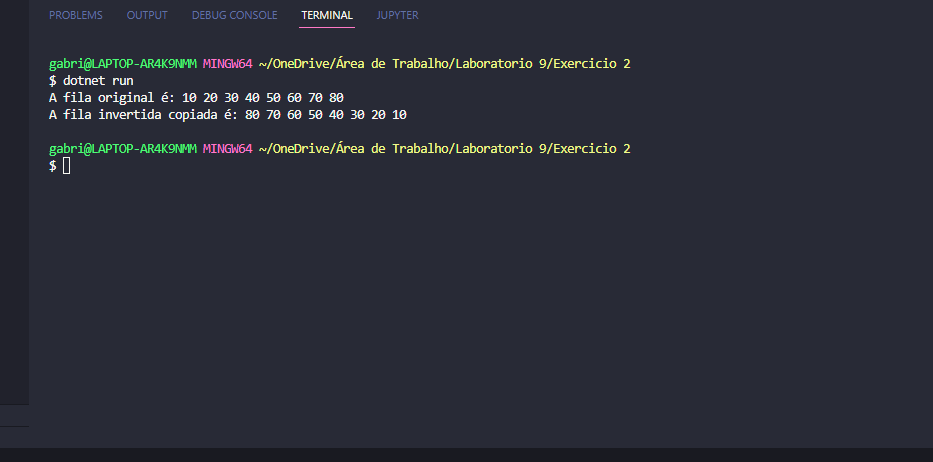 PROBLEMS OUTPUT DEBUG CONSOLE TERMINAL JUPYTER
gabri@LAPTOP-AR4K9NMM MINGW64 ~/OneDrive/Área de Trabalho/Laboratorio 9/Exercicio 2
$ dotnet run
A fila original é: 10 20 30 40 50 60 70 80
A fila invertida copiada é: 80 70 60 50 40 30 20 10
gabri@LAPTOP-AR4K9NMM MINGW64 ~/OneDrive/Área de Trabalho/Laboratorio 9/Exercicio 2
$